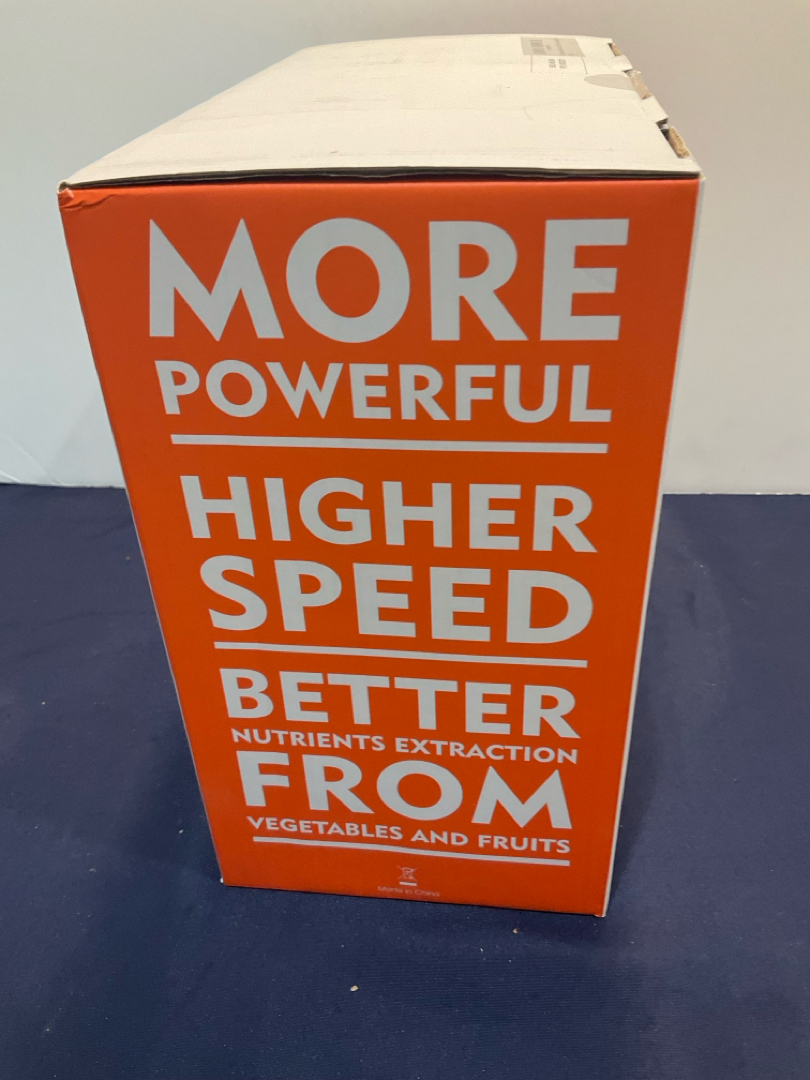 MORE
POWERFUL
HIGHER
SPEED
BETTER
NUTRIENTS EXTRACTION
FROM
VEGETABLES AND FRUITS
Made in China